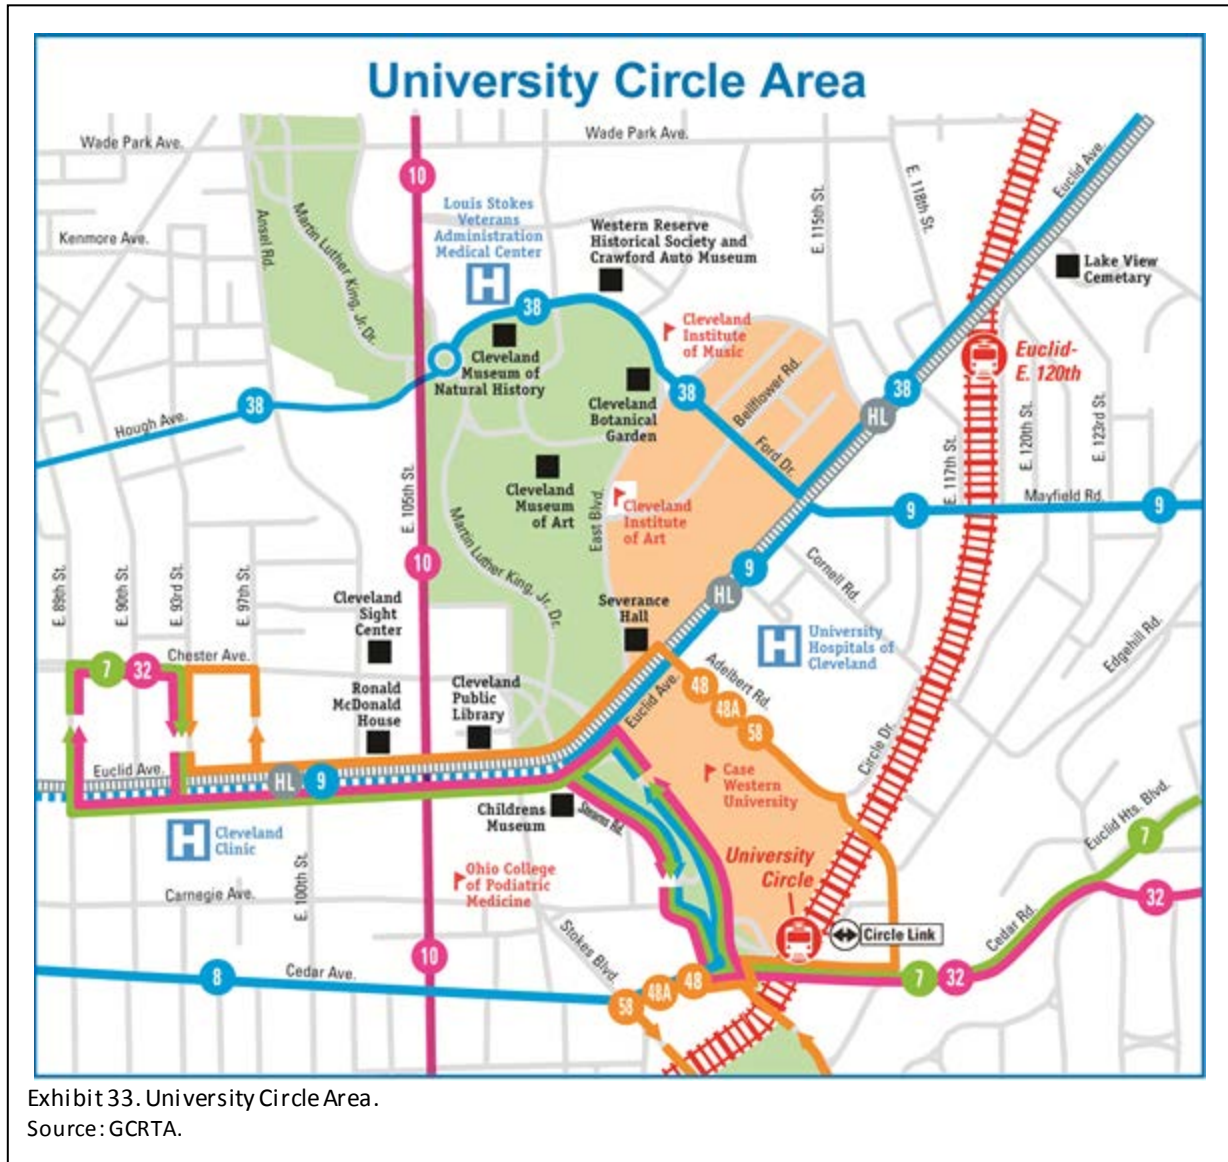 University Circle Area
Wade Park Ave.
Wade Park Ave.
10
Louis Stokes
Veterans
Administration
Medical Center
H
Western Reserve
Historical Society and
Crawford Auto Museum
E. 115th St.
E. 118th St.
Euclid Ave.
Kenmore Ave.
Ansel Rd.
Martin Luther King, Jr. Dr.
Lake View
Cemetary
38
Cleveland
Institute
of Music
Cleveland
Museum of
Natural History
Euclid-
E. 120th
Bellflower Rd.
38
38
38
HL
Cleveland
Botanical
Garden
Hough Ave.
Ford Dr.
E. 117th St.
E. 120th St.
E. 123rd St.
E. 105th St.
Cleveland
Museum
of Art
East Blvd.
Cleveland
Institute
of Art
Mayfield Rd.
9
9
Martin Luther King, Jr. Dr.
10
9
HL
Cornell Rd.
E. 89th St.
E. 90th St.
E. 93rd St.
E. 97th St.
Cleveland
Sight
Center
Severance
Hall
H
University
Hospitals of
Cleveland
Edgehill Rd.
Chester Ave.
7
32
Ronald
McDonald
House
Cleveland
Public
Library
Euclid Ave.
Adelbert Rd.
48
48A
58
Circle Dr.
Euclid Ave.
HL
9
Case
Western
University
Childrens
Museum
Stearns Rd.
Euclid Hts. Blvd.
7
H
Cleveland
Clinic
E. 100th St.
Ohio College
of Podiatric
Medicine
University
Circle
Carnegie Ave.
32
Stokes Blvd.
Circle Link
Cedar Rd.
10
8
Cedar Ave.
58
48A
48
7
32
Exhibit 33. University Circle Area.
Source: GCRTA.